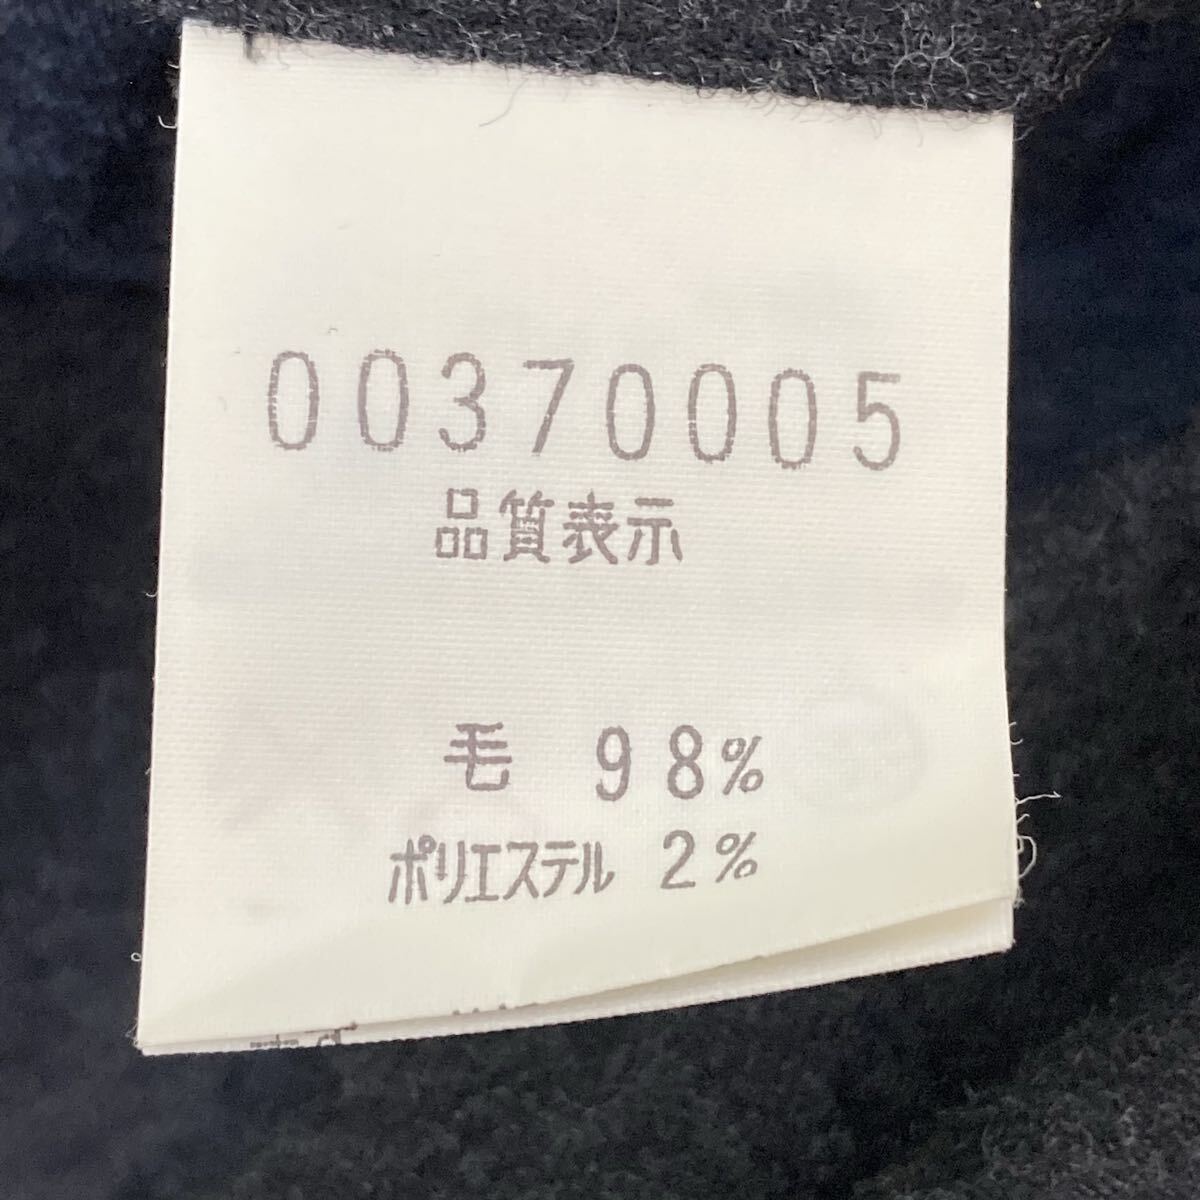 00370005
品質表示
毛 98%
ポリエステル 2%